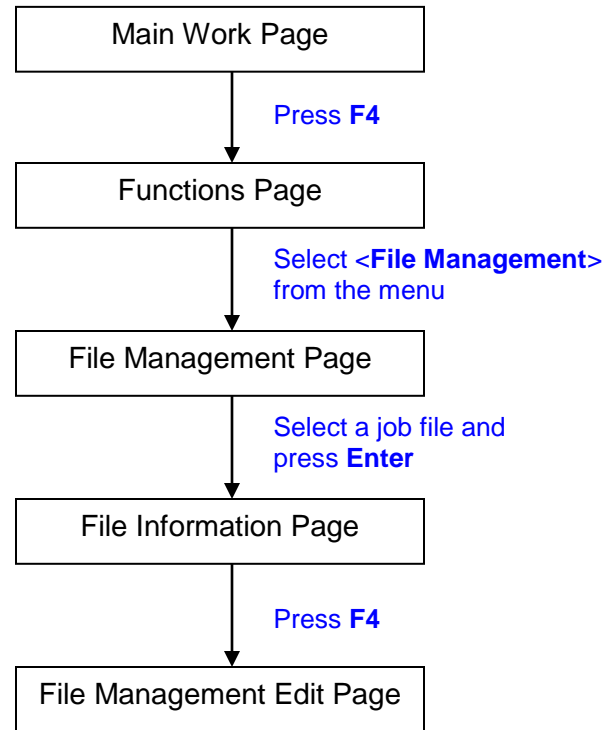 Main Work Page
Press F4
Functions Page
Select <File Management>
from the menu
File Management Page
Select a job file and
press Enter
File Information Page
Press F4
File Management Edit Page